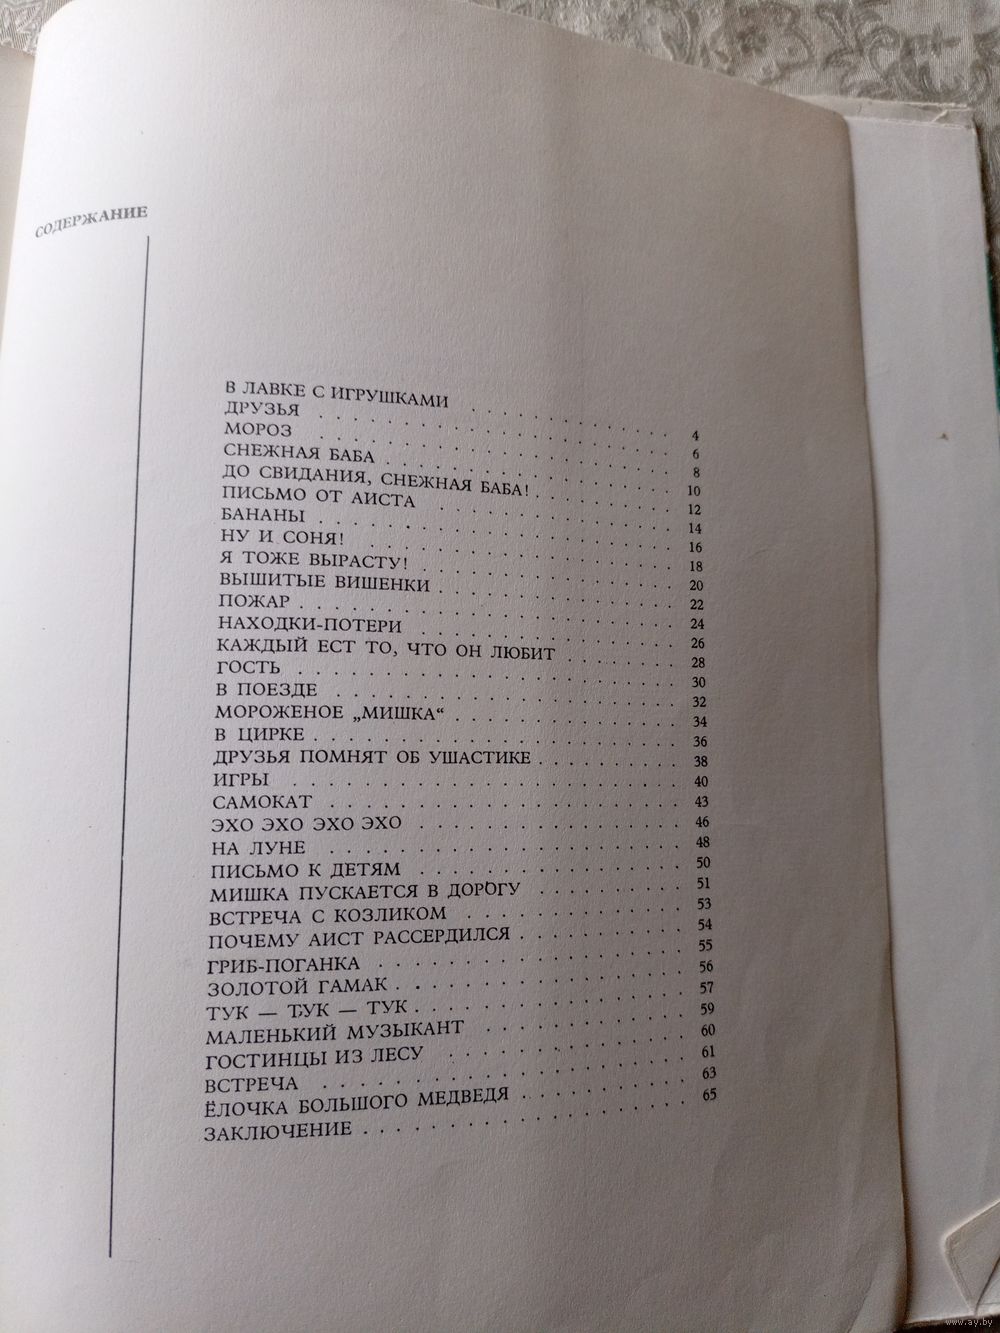 СОДЕРЖАНИЕ
В ЛАВКЕ С ИГРУШКАМИ . . . . . . . . . . . 4
ДРУЗЬЯ . . . . . . . . . . . 6
МОРОЗ . . . . . . . . . . . 8
СНЕЖНАЯ БАБА . . . . . . . . . . . 10
ДО СВИДАНИЯ, СНЕЖНАЯ БАБА! . . . . . . . . 12
ПИСЬМО ОТ АИСТА . . . . . . . . . . . 14
БАНАНЫ . . . . . . . . . . . 16
НУ И СОНЯ! . . . . . . . . . . . 18
Я ТОЖЕ ВЫРАСТУ! . . . . . . . . . . . 20
ВЫШИТЫЕ ВИШЕНКИ . . . . . . . . . . . 22
ПОЖАР . . . . . . . . . . . 24
НАХОДКИ-ПОТЕРИ . . . . . . . . . . . 26
КАЖДЫЙ ЕСТ ТО, ЧТО ОН ЛЮБИТ . . . . . . . 28
ГОСТЬ . . . . . . . . . . . 30
В ПОЕЗДЕ . . . . . . . . . . . 32
МОРОЖЕНОЕ „МИШКА“ . . . . . . . . . . . 34
В ЦИРКЕ . . . . . . . . . . . 36
ДРУЗЬЯ ПОМНЯТ ОБ УШАСТИКЕ . . . . . . . . 38
ИГРЫ . . . . . . . . . . . 40
САМОКАТ . . . . . . . . . . . 43
ЭХО ЭХО ЭХО ЭХО . . . . . . . . . . . 46
НА ЛУНЕ . . . . . . . . . . . 48
ПИСЬМО К ДЕТЯМ . . . . . . . . . . . 50
МИШКА ПУСКАЕТСЯ В ДОРОГУ . . . . . . . . . 51
ВСТРЕЧА С КОЗЛИКОМ . . . . . . . . . . . 53
ПОЧЕМУ АИСТ РАССЕРДИЛСЯ . . . . . . . . . . 54
ГРИБ-ПОГАНКА . . . . . . . . . . . 55
ЗОЛОТОЙ ГАМАК . . . . . . . . . . . 56
ТУК — ТУК — ТУК . . . . . . . . . . . 57
МАЛЕНЬКИЙ МУЗЫКАНТ . . . . . . . . . . . 59
ГОСТИНЦЫ ИЗ ЛЕСУ . . . . . . . . . . . 60
ВСТРЕЧА . . . . . . . . . . . 61
ЁЛОЧКА БОЛЬШОГО МЕДВЕДЯ . . . . . . . . . . 63
ЗАКЛЮЧЕНИЕ . . . . . . . . . . . 65
www.ay.by